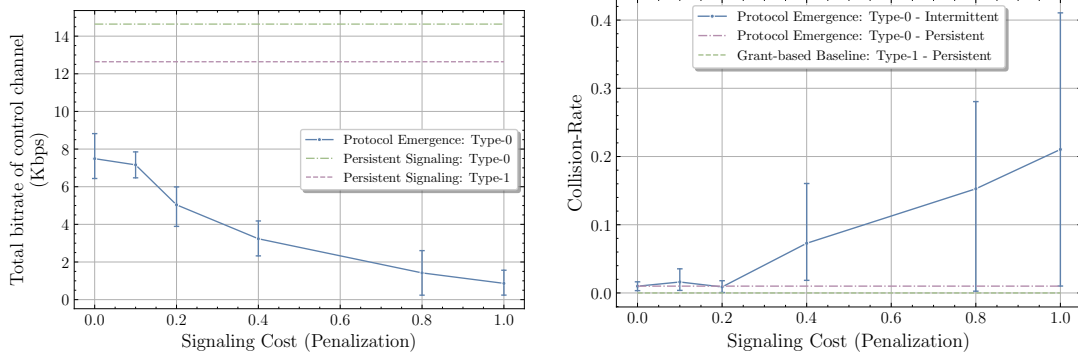 14
12
10
8
6
4
2
0
Total bitrate of control channel
(Kbps)
Protocol Emergence: Type-0
Persistent Signaling: Type-0
Persistent Signaling: Type-1
0.0 0.2 0.4 0.6 0.8 1.0
Signaling Cost (Penalization)
0.4
0.3
0.2
0.1
0.0
Collision-Rate
Protocol Emergence: Type-0 - Intermittent
Protocol Emergence: Type-0 - Persistent
Grant-based Baseline: Type-1 - Persistent
0.0 0.2 0.4 0.6 0.8 1.0
Signaling Cost (Penalization)